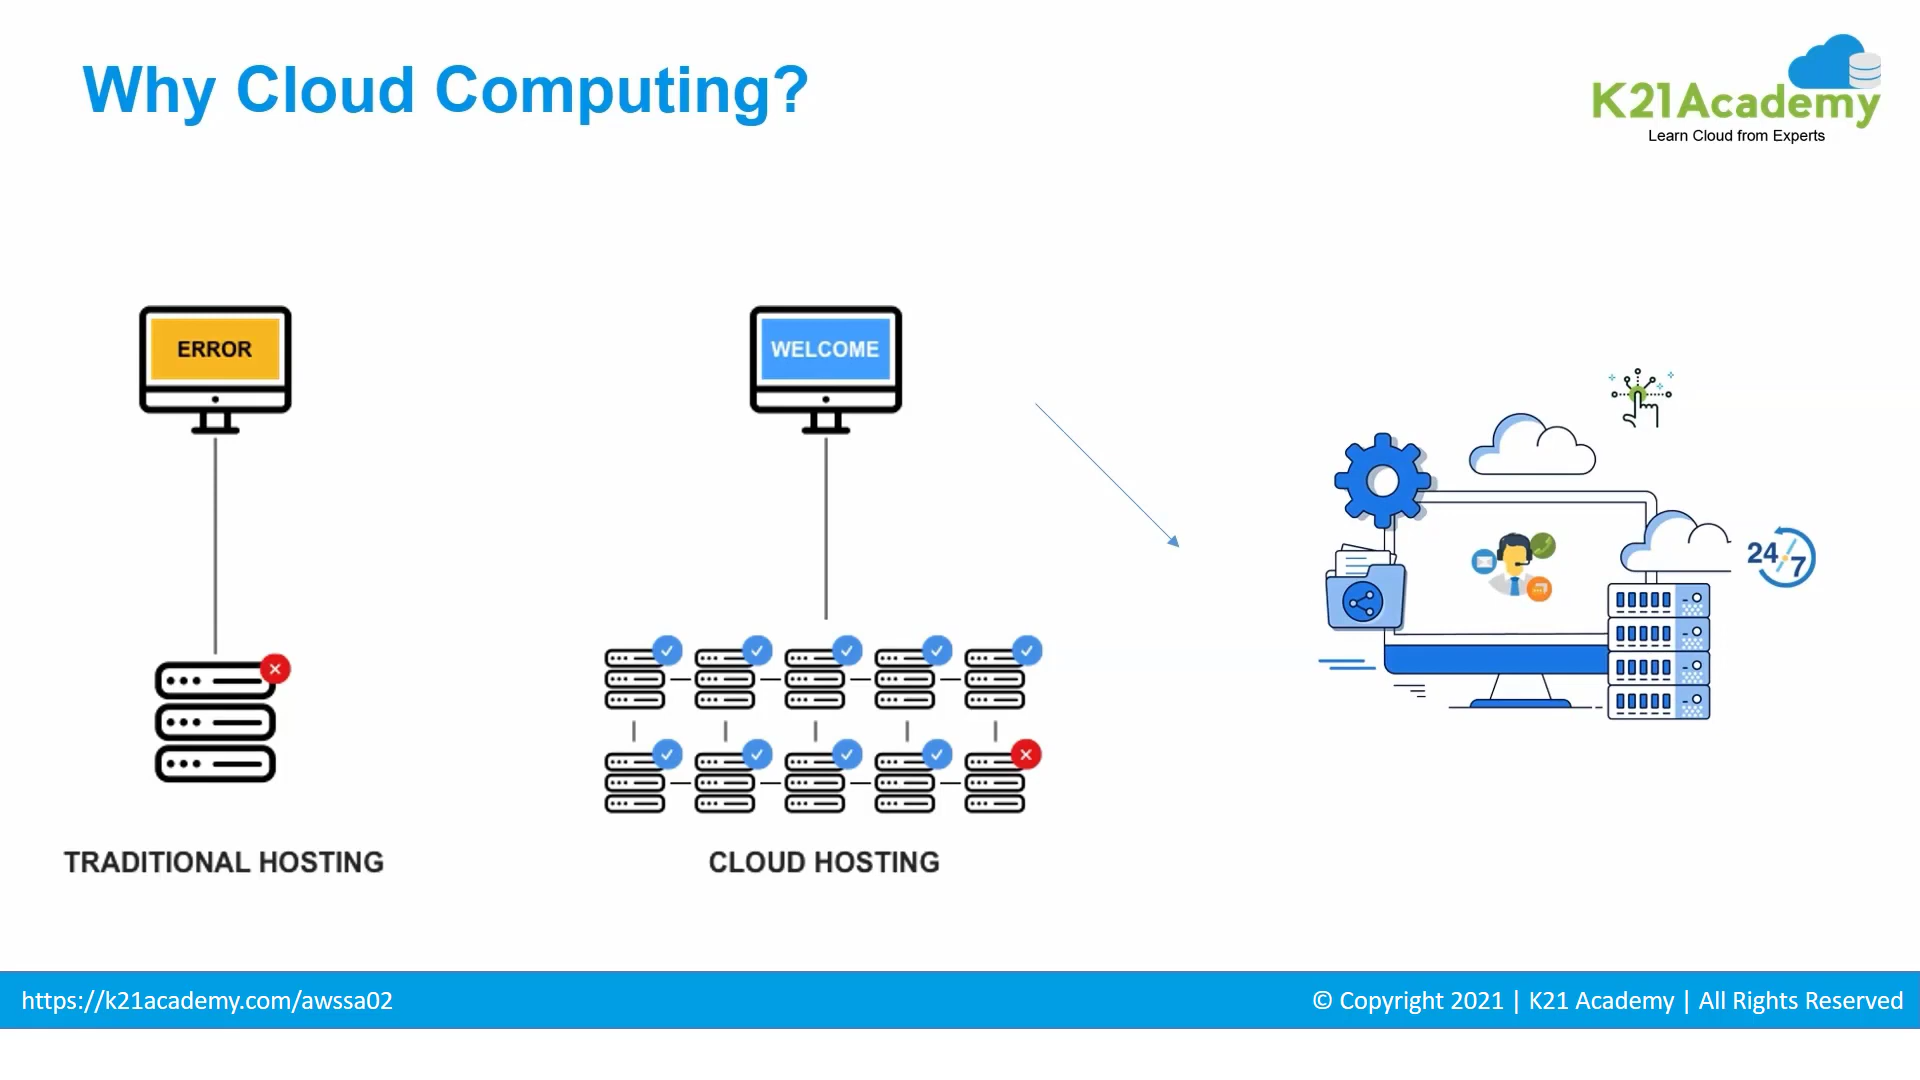 Why Cloud Computing?
K21Academy
Learn Cloud from Experts
ERROR
WELCOME
24/7
TRADITIONAL HOSTING
CLOUD HOSTING
https://k21academy.com/awssa02
© Copyright 2021 | K21 Academy | All Rights Reserved